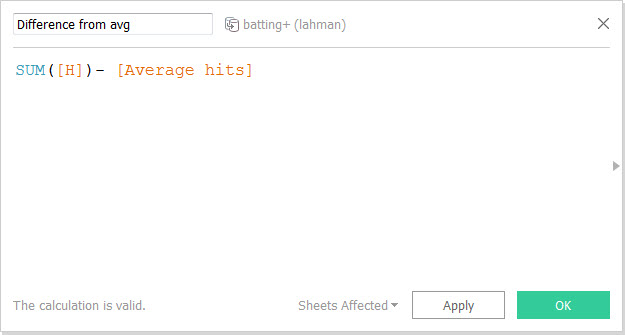 Difference from avg
batting+ (lahman)
SUM([H])- [Average hits]
The calculation is valid.
Sheets Affected
Apply
OK